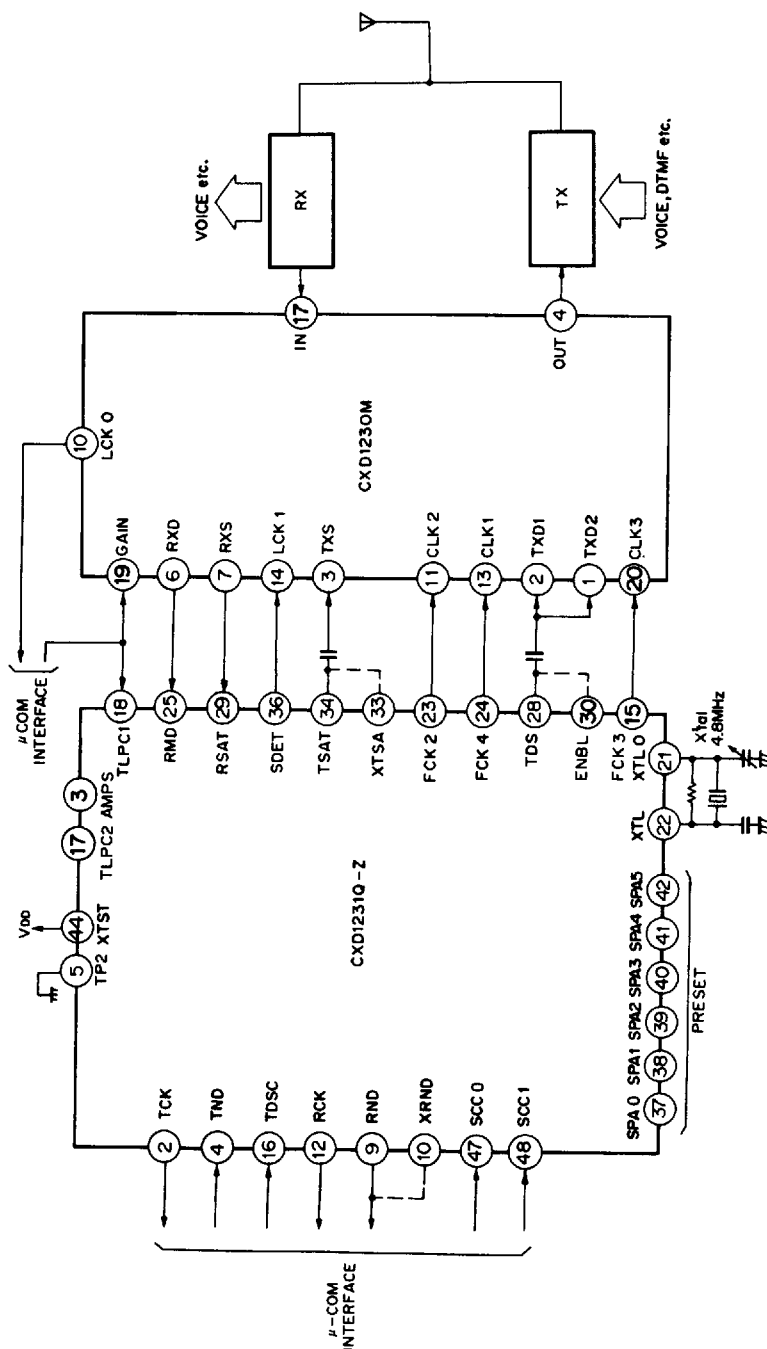 VOICE etc.
RX
TX
VOICE, DTMF etc.
IN
17
OUT
4
CXD1230M
10
LCK 0
19 GAIN
6 RXD
7 RXS
14 LCK 1
3 TXS
11 CLK 2
13 CLK1
2 TXD1
1 TXD2
20 CLK3
μCOM
INTERFACE
TLPC1 18
RMD 25
RSAT 29
SDET 36
TSAT 34
XTSA 33
FCK2 23
FCK 4 24
TDS 28
ENBL 30
FCK 3 15
XTL O 21
XTL 22
X'tal
4.8MHz
3 AMPS
17 TLPC2
VDD
44 XTST
5 TP2
CXD1231Q-Z
2 TCK
4 TND
16 TDSC
12 RCK
9 RND
10 XRND
47 SCC 0
48 SCC 1
μ-COM
INTERFACE
SPA 0 SPA1 SPA2 SPA3 SPA4 SPA5
37 38 39 40 41 42
PRESET